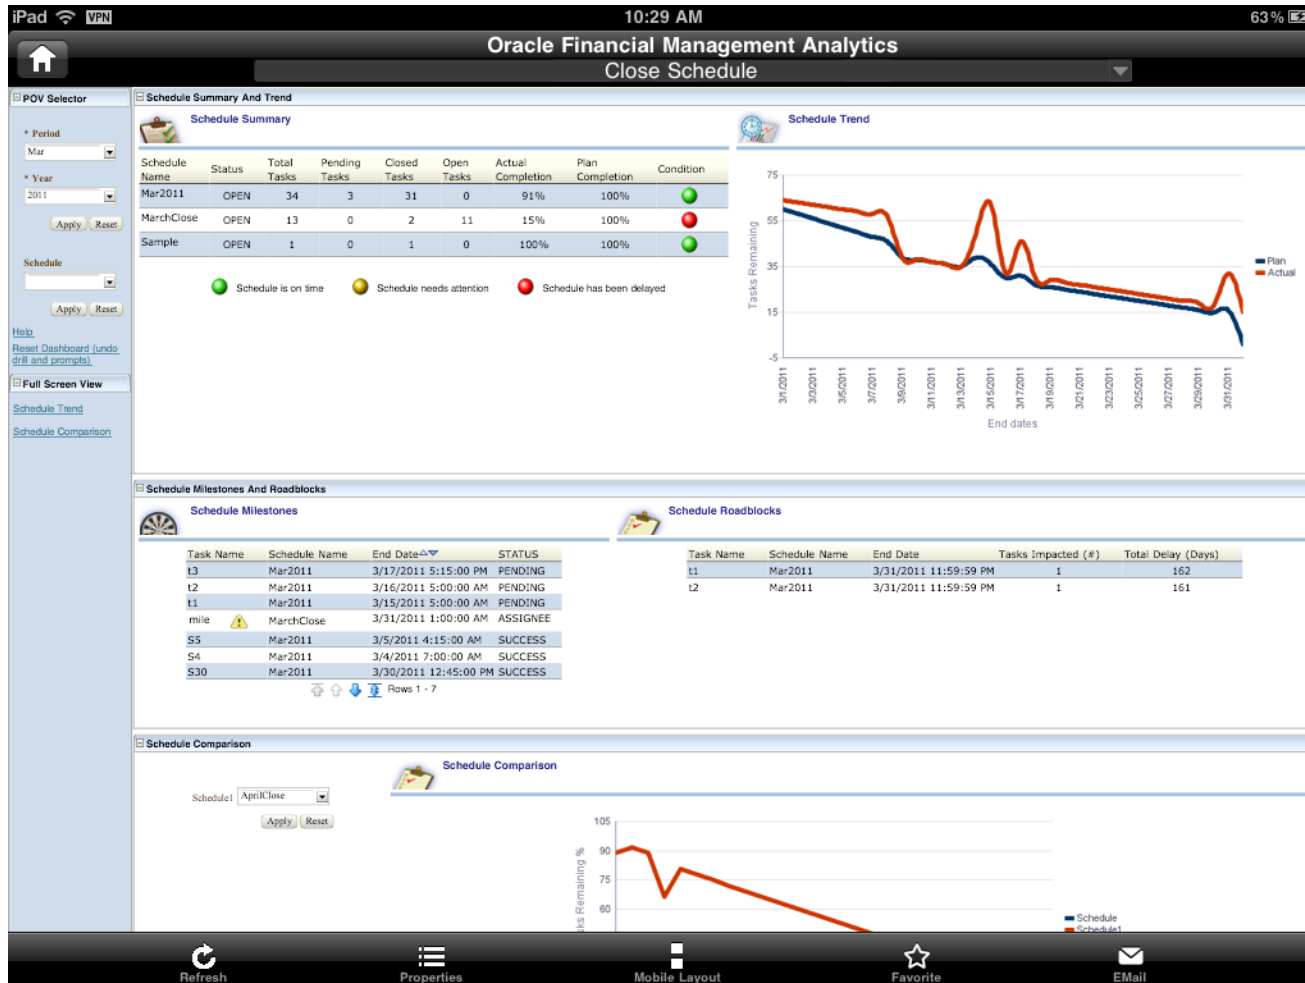 iPad VPN 10:29 AM 63%
Oracle Financial Management Analytics
Close Schedule
POV Selector
* Period
Mar
* Year
2011
Apply Reset
Schedule
Apply Reset
Help
Reset Dashboard (undo
drill and prompts)
Full Screen View
Schedule Trend
Schedule Comparison
Schedule Summary And Trend
Schedule Summary
Schedule Name Status Total Tasks Pending Tasks Closed Tasks Open Tasks Actual Completion Plan Completion Condition
Mar2011 OPEN 34 3 31 0 91% 100%
MarchClose OPEN 13 0 2 11 15% 100%
Sample OPEN 1 0 1 0 100% 100%
Schedule is on time Schedule needs attention Schedule has been delayed
Schedule Trend
Tasks Remaining
75
55
35
15
-5
3/1/2011 3/3/2011 3/5/2011 3/7/2011 3/9/2011 3/11/2011 3/13/2011 3/15/2011 3/17/2011 3/19/2011 3/21/2011 3/23/2011 3/25/2011 3/27/2011 3/29/2011 3/31/2011
End dates
Plan
Actual
Schedule Milestones And Roadblocks
Schedule Milestones
Task Name Schedule Name End Date STATUS
t3 Mar2011 3/17/2011 5:15:00 PM PENDING
t2 Mar2011 3/16/2011 5:00:00 AM PENDING
t1 Mar2011 3/15/2011 5:00:00 AM PENDING
mile MarchClose 3/31/2011 1:00:00 AM ASSIGNEE
S5 Mar2011 3/5/2011 4:15:00 AM SUCCESS
S4 Mar2011 3/4/2011 7:00:00 AM SUCCESS
S30 Mar2011 3/30/2011 12:45:00 PM SUCCESS
Rows 1 - 7
Schedule Roadblocks
Task Name Schedule Name End Date Tasks Impacted (#) Total Delay (Days)
t1 Mar2011 3/31/2011 11:59:59 PM 1 162
t2 Mar2011 3/31/2011 11:59:59 PM 1 161
Schedule Comparison
Schedule1 AprilClose
Apply Reset
Schedule Comparison
Remaining %
105
90
75
60
Schedule
Schedule1
Refresh Properties Mobile Layout Favorite EMail